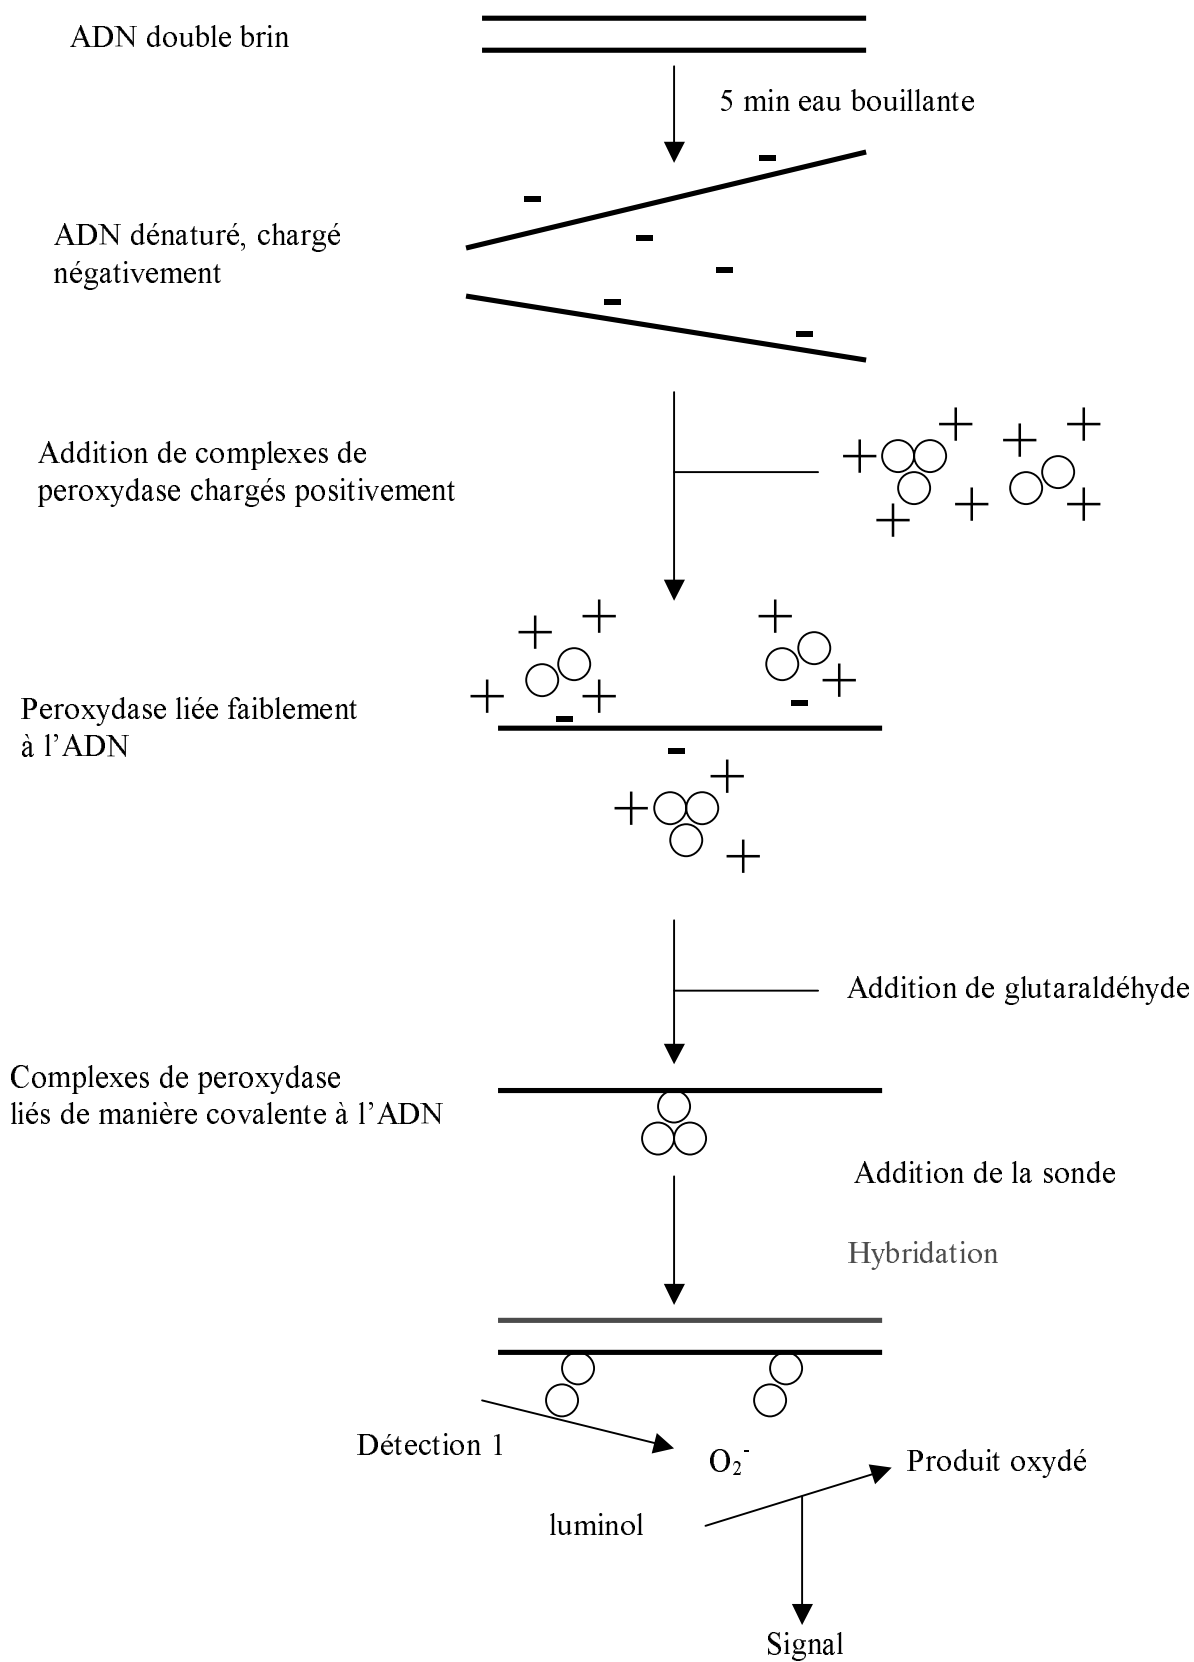 ADN double brin
5 min eau bouillante
ADN dénaturé, chargé
négativement
Addition de complexes de
peroxydase chargés positivement
Peroxydase liée faiblement
à l'ADN
Addition de glutaraldéhyde
Complexes de peroxydase
liés de manière covalente à l'ADN
Addition de la sonde
Hybridation
Détection 1
O₂⁻
Produit oxydé
luminol
Signal